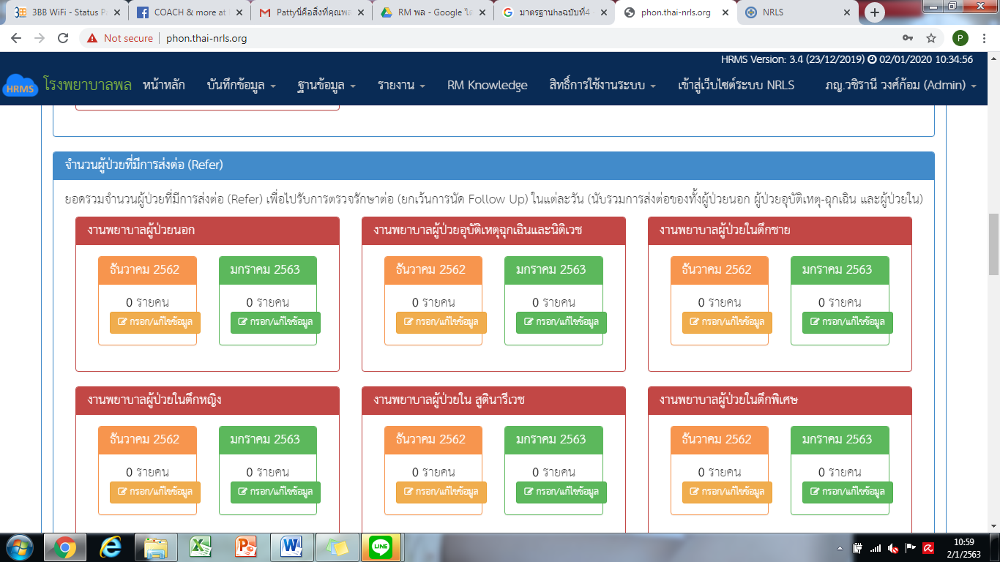 3BB WiFi - Status P
COACH & more at
Pattyนี่คือสิ่งที่คุณพล
RM พล - Google ไ
มาตรฐานhaฉบับที่4
phon.thai-nrls.org
NRLS
Not secure
phon.thai-nrls.org
P
HRMS Version: 3.4 (23/12/2019) 02/01/2020 10:34:56
HRMS
โรงพยาบาลพล
หน้าหลัก
บันทึกข้อมูล
ฐานข้อมูล
รายงาน
RM Knowledge
สิทธิ์การใช้งานระบบ
เข้าสู่เว็บไซต์ระบบ NRLS
ภญ.วชิรานี วงศ์ก้อม (Admin)
จำนวนผู้ป่วยที่มีการส่งต่อ (Refer)
ยอดรวมจำนวนผู้ป่วยที่มีการส่งต่อ (Refer) เพื่อไปรับการตรวจรักษาต่อ (ยกเว้นการนัด Follow Up) ในแต่ละวัน (นับรวมการส่งต่อของทั้งผู้ป่วยนอก ผู้ป่วยอุบัติเหตุ-ฉุกเฉิน และผู้ป่วยใน)
งานพยาบาลผู้ป่วยนอก
ธันวาคม 2562
0 รายคน
กรอก/แก้ไขข้อมูล
มกราคม 2563
0 รายคน
กรอก/แก้ไขข้อมูล
งานพยาบาลผู้ป่วยอุบัติเหตุฉุกเฉินและนิติเวช
ธันวาคม 2562
0 รายคน
กรอก/แก้ไขข้อมูล
มกราคม 2563
0 รายคน
กรอก/แก้ไขข้อมูล
งานพยาบาลผู้ป่วยในตึกชาย
ธันวาคม 2562
0 รายคน
กรอก/แก้ไขข้อมูล
มกราคม 2563
0 รายคน
กรอก/แก้ไขข้อมูล
งานพยาบาลผู้ป่วยในตึกหญิง
ธันวาคม 2562
0 รายคน
กรอก/แก้ไขข้อมูล
มกราคม 2563
0 รายคน
กรอก/แก้ไขข้อมูล
งานพยาบาลผู้ป่วยใน สูตินารีเวช
ธันวาคม 2562
0 รายคน
กรอก/แก้ไขข้อมูล
มกราคม 2563
0 รายคน
กรอก/แก้ไขข้อมูล
งานพยาบาลผู้ป่วยในตึกพิเศษ
ธันวาคม 2562
0 รายคน
กรอก/แก้ไขข้อมูล
มกราคม 2563
0 รายคน
กรอก/แก้ไขข้อมูล
LINE
10:59
2/1/2563